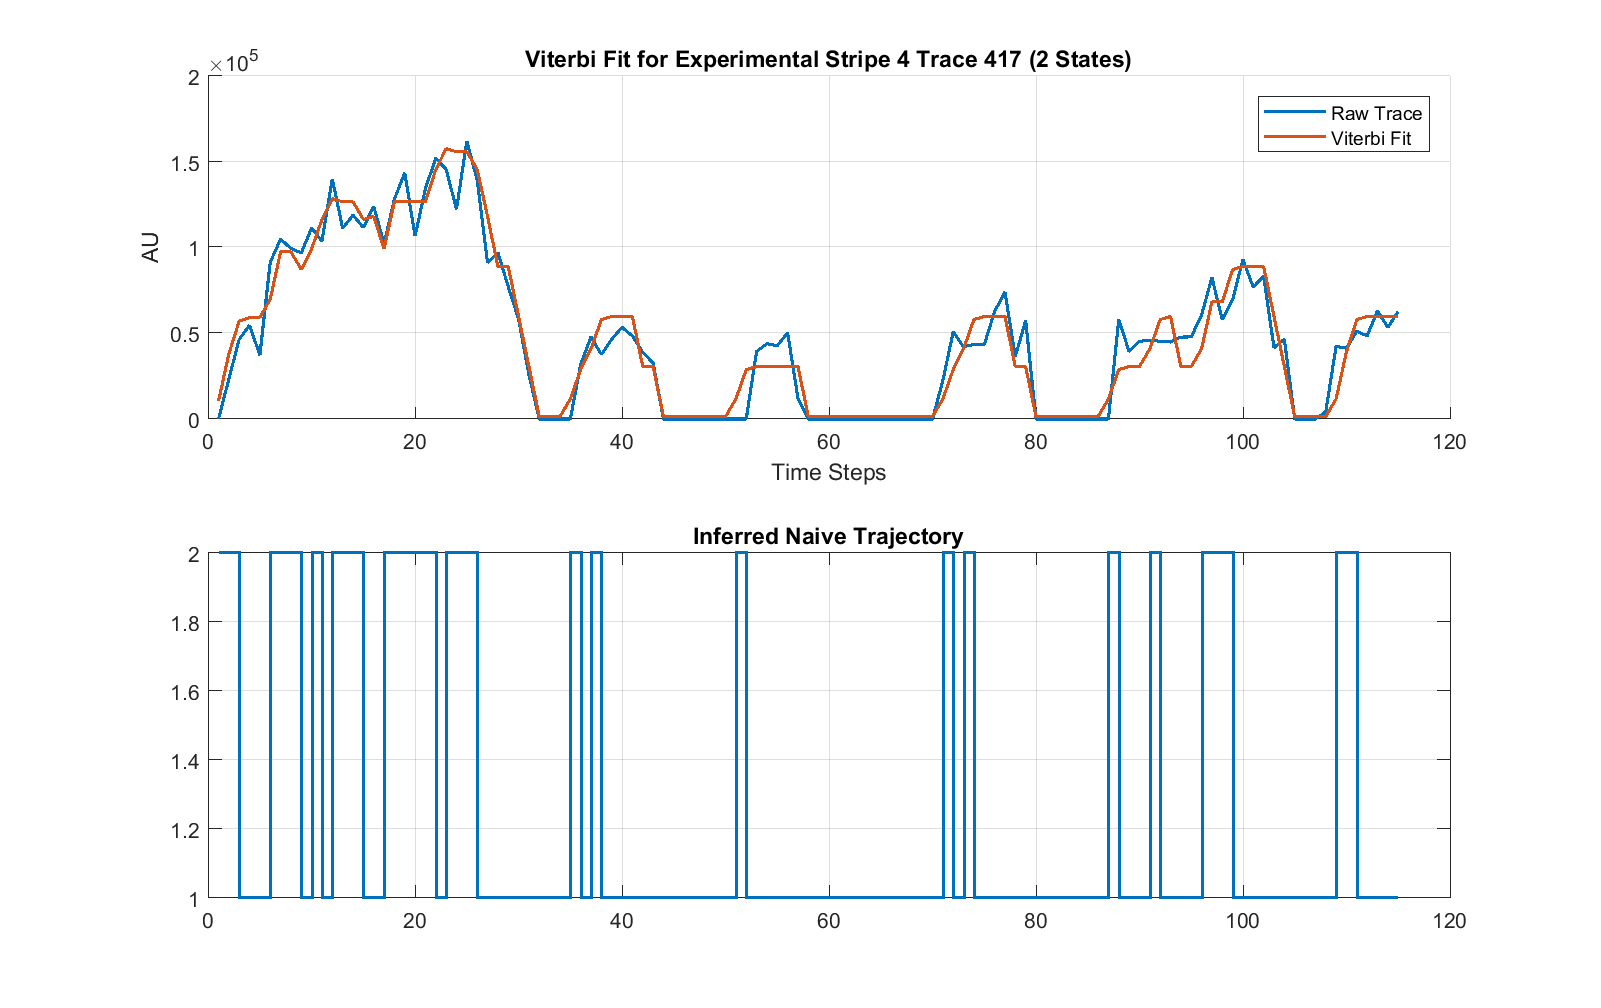 Viterbi Fit for Experimental Stripe 4 Trace 417 (2 States)
×10^5
2
1.5
1
0.5
0
AU
Raw Trace
Viterbi Fit
0 20 40 60 80 100 120
Time Steps
Inferred Naive Trajectory
2
1.8
1.6
1.4
1.2
1
0 20 40 60 80 100 120